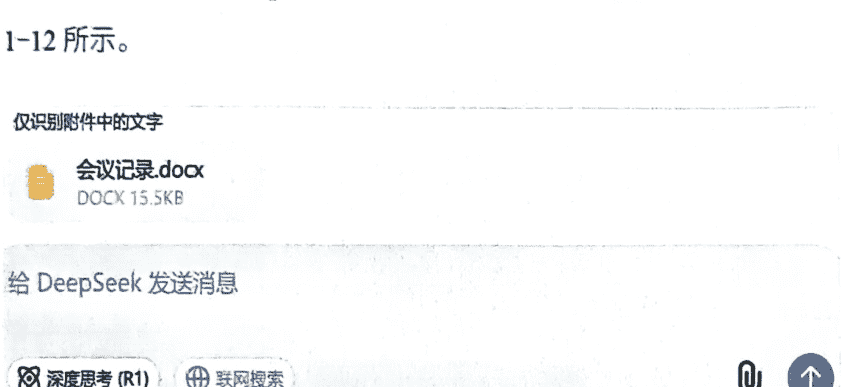 1-12 所示。
仅识别附件中的文字
会议记录.docx
DOCX 15.5KB
给 DeepSeek 发送消息
深度思考 (R1)
联网搜索